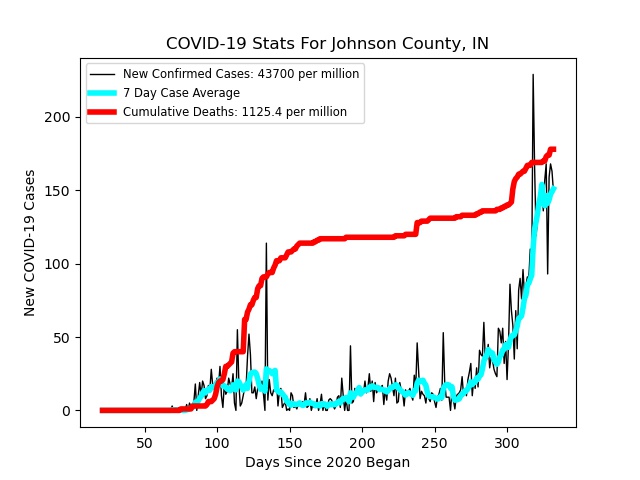 COVID-19 Stats For Johnson County, IN
New Confirmed Cases: 43700 per million
7 Day Case Average
Cumulative Deaths: 1125.4 per million
New COVID-19 Cases
200
150
100
50
0
50 100 150 200 250 300
Days Since 2020 Began